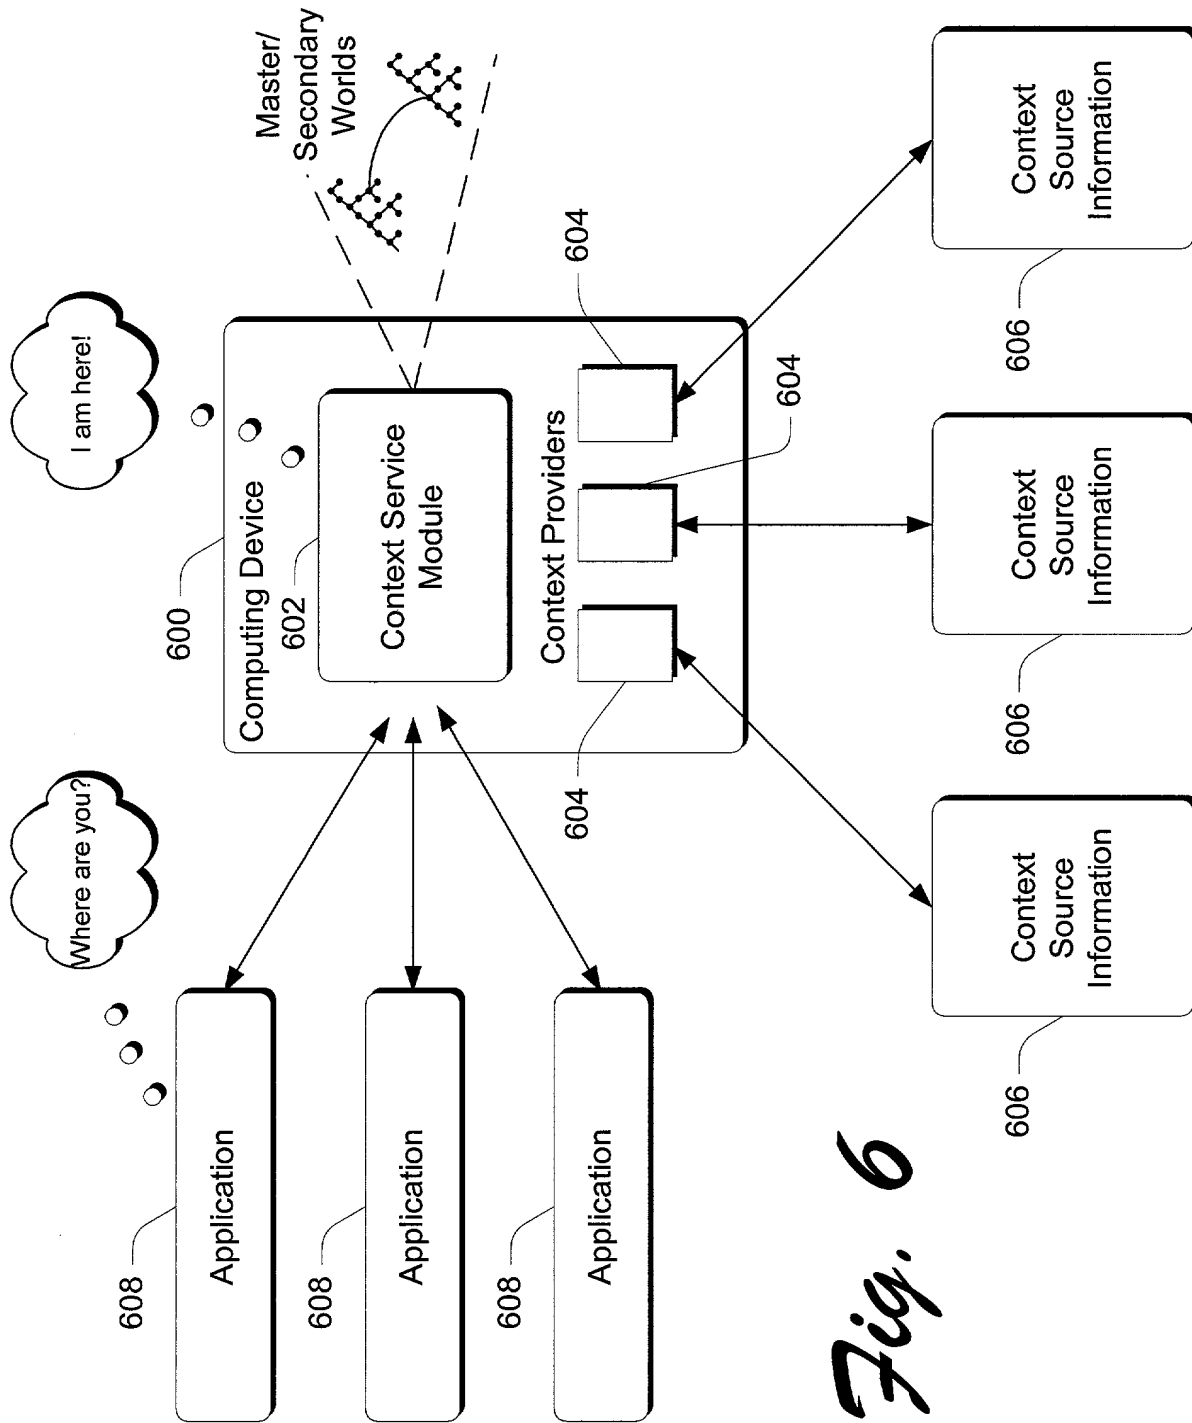 Where are you?
I am here!
608
Application
608
Application
608
Application
600
Computing Device
602
Context Service
Module
Master/
Secondary
Worlds
Context Providers
604
604
604
606
Context
Source
Information
606
Context
Source
Information
606
Context
Source
Information
Fig. 6